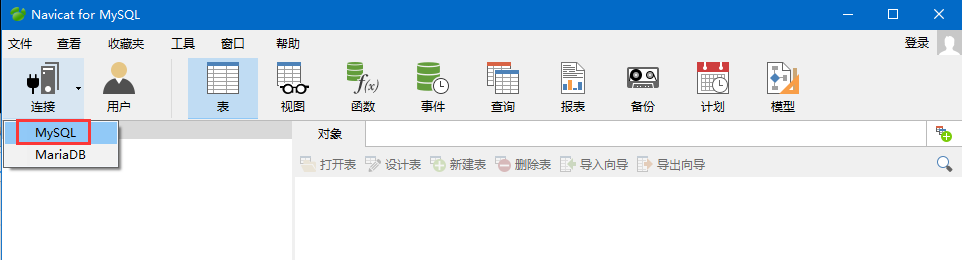 Navicat for MySQL
文件 查看 收藏夹 工具 窗口 帮助 登录
连接 用户 表 视图 f(x) 函数 事件 查询 报表 备份 计划 模型
MySQL
MariaDB
对象
打开表 设计表 新建表 删除表 导入向导 导出向导